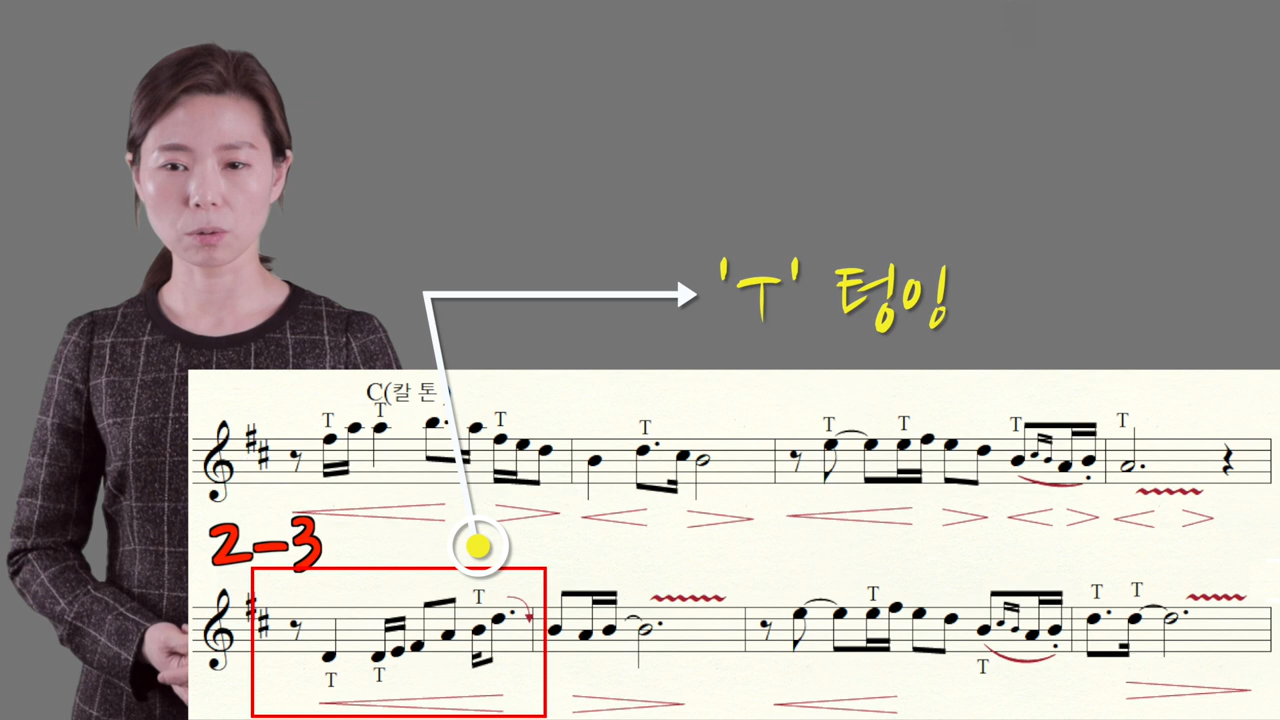 'T' 텅잉
C(칼 톤)
T T T T T T T T
2-3
T T T
T T T
T T